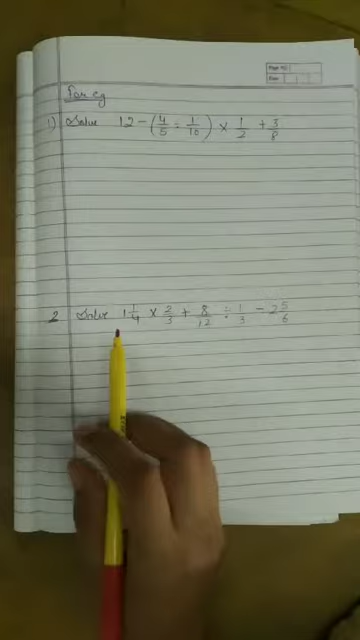 For eg
1) Solve 12 - (4/5 ÷ 1/10) × 1/2 + 3/8
2 Solve 1 1/4 × 2/3 + 8/12 ÷ 1/3 - 2 5/6